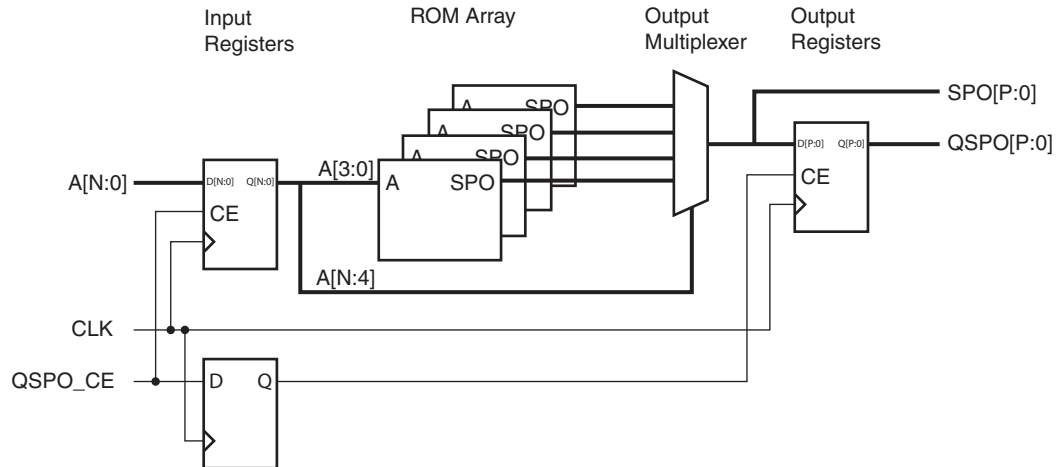 Input
Registers
ROM Array
Output
Multiplexer
Output
Registers
A SPO
A SPO
A SPO
A SPO
SPO[P:0]
QSPO[P:0]
D[P:0] Q[P:0]
CE
A[N:0]
D[N:0] Q[N:0]
CE
A[3:0]
A[N:4]
CLK
QSPO_CE
D Q